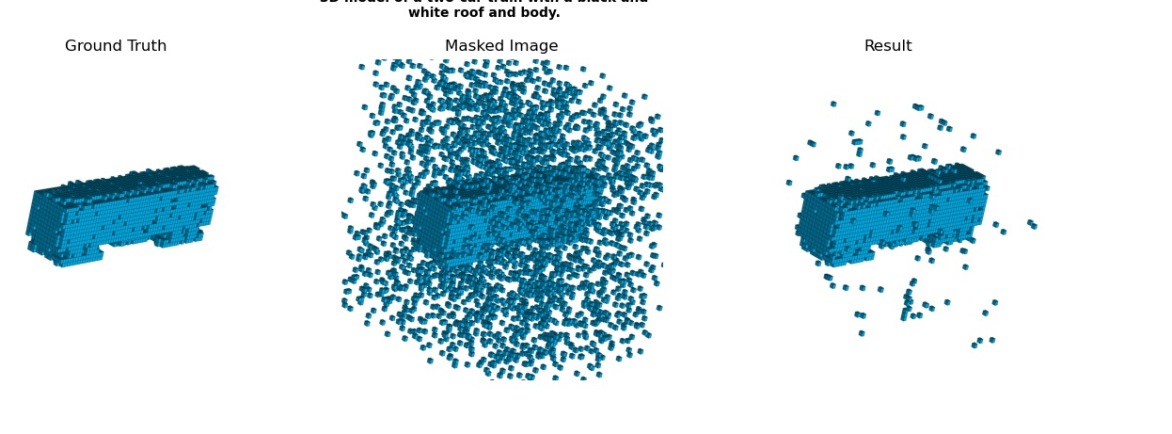 3D model of a two car train with a black and
white roof and body.
Ground Truth
Masked Image
Result